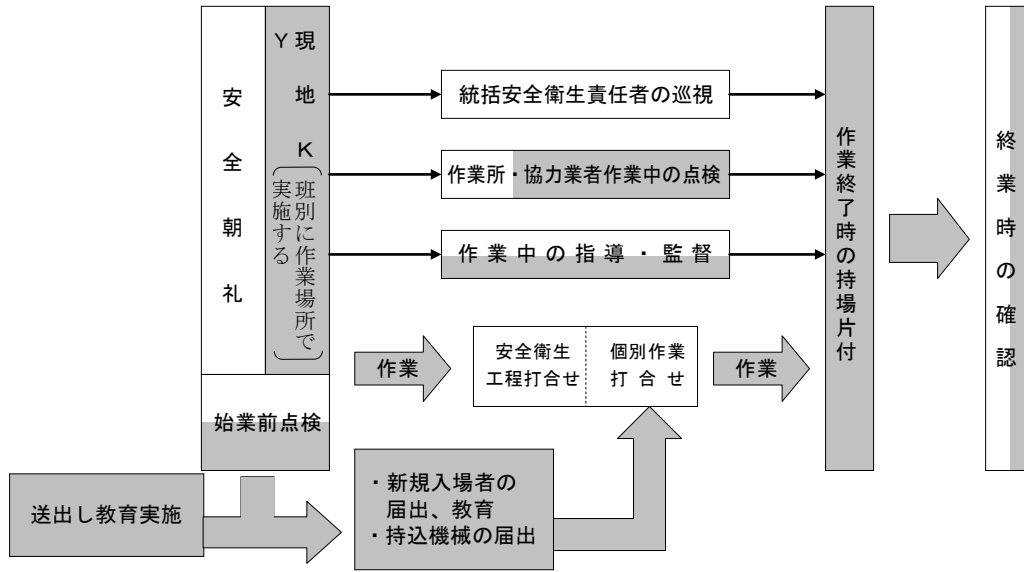 安全朝礼
現地KY
（班別に作業場所で
実施する）
始業前点検
統括安全衛生責任者の巡視
作業所・協力業者作業中の点検
作業中の指導・監督
作業
安全衛生
工程打合せ
個別作業
打合せ
作業
作業終了時の持場片付
終業時の確認
送出し教育実施
・新規入場者の
届出、教育
・持込機械の届出